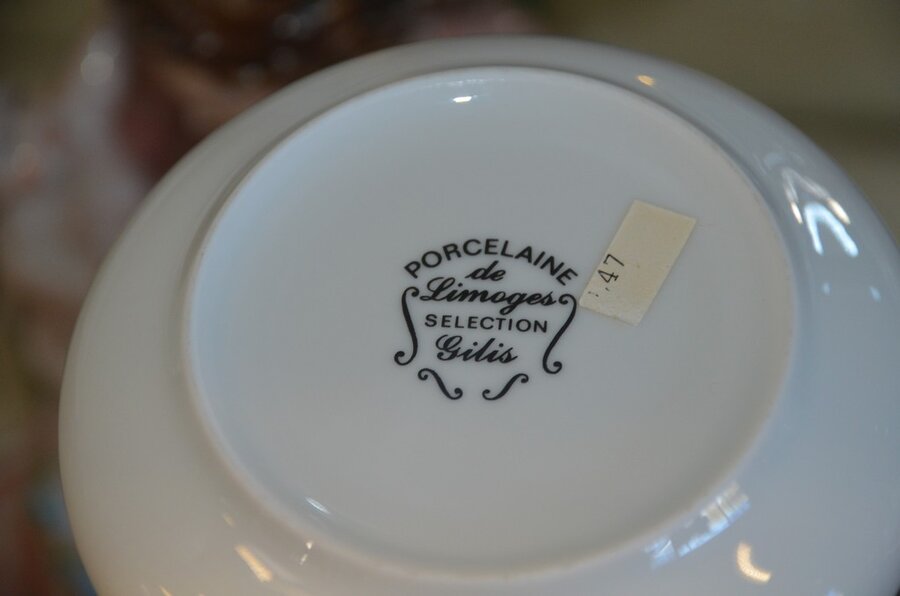 PORCELAINE
de
Limoges
SELECTION
Gilis
.47